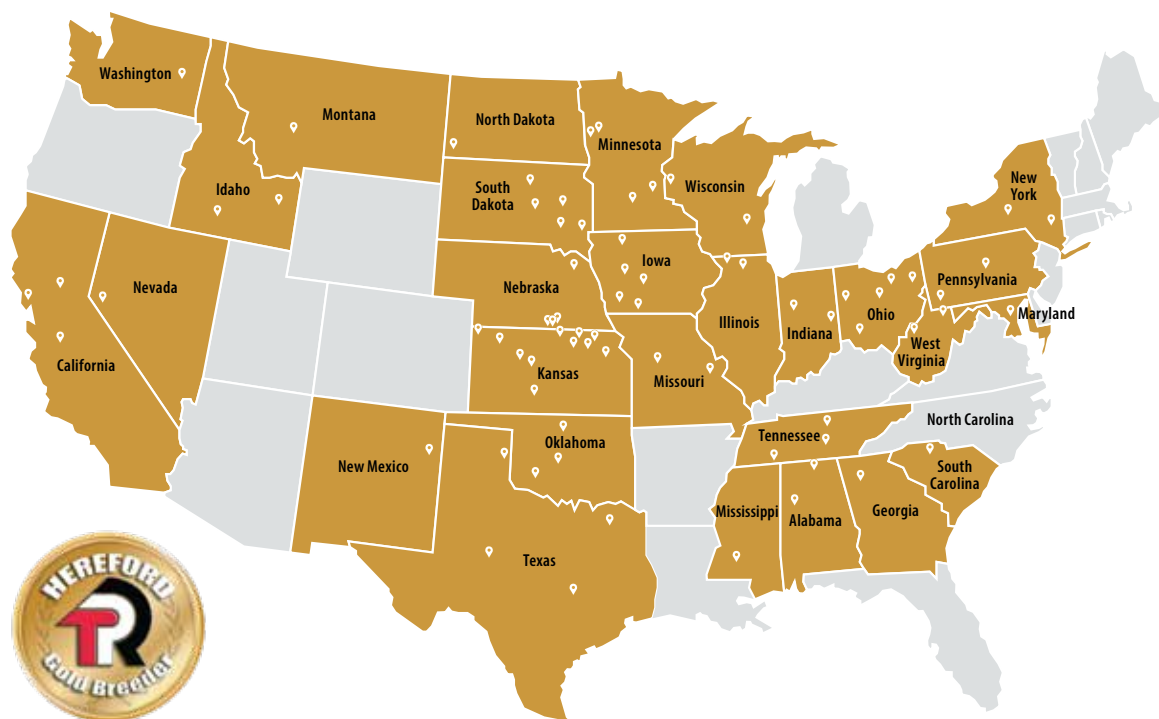 Washington
Montana
North Dakota
Minnesota
Idaho
South
Dakota
Wisconsin
New
York
Iowa
Nebraska
Nevada
Pennsylvania
Illinois
Indiana
Ohio
Maryland
West
Virginia
California
Kansas
Missouri
North Carolina
Oklahoma
Tennessee
New Mexico
South
Carolina
Mississippi
Alabama
Georgia
Texas
HEREFORD
TPR
Gold Breeder